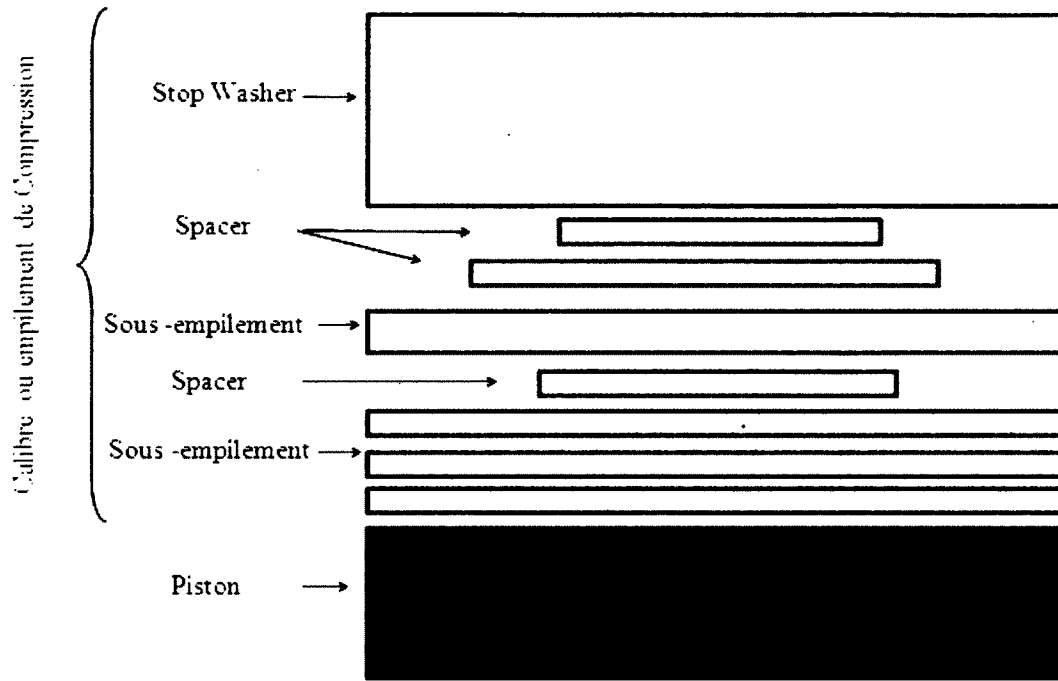 Calibre ou empilement de Compression
Stop Washer
Spacer
Sous -empilement
Spacer
Sous -empilement
Piston